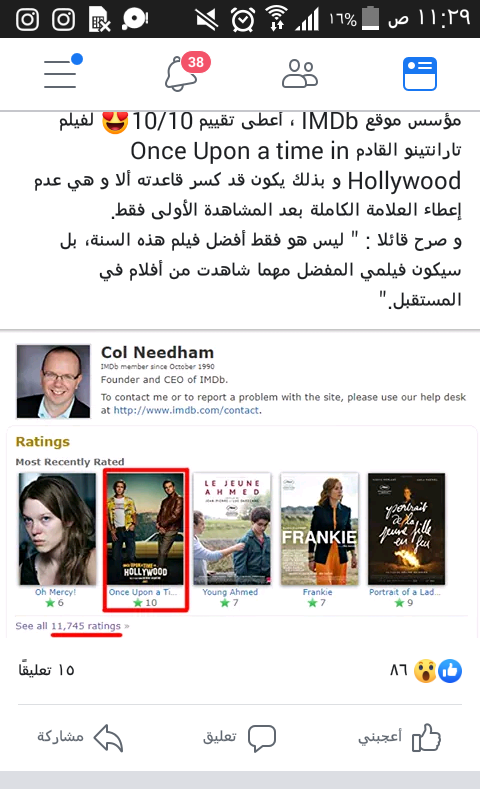 ١١:٢٩ ص
١٦%
38
مؤسس موقع IMDb ، أعطى تقييم 10/10😍 لفيلم
تارانتينو القادم Once Upon a time in
Hollywood و بذلك يكون قد كسر قاعدته ألا و هي عدم
إعطاء العلامة الكاملة بعد المشاهدة الأولى فقط.
و صرح قائلا : " ليس هو فقط أفضل فيلم هذه السنة، بل
سيكون فيلمي المفضل مهما شاهدت من أفلام في
المستقبل."
Col Needham
IMDb member since October 1990
Founder and CEO of IMDb.
To contact me or to report a problem with the site, please use our help desk
at http://www.imdb.com/contact.
Ratings
Most Recently Rated
LE JEUNE
AHMED
FRANKIE
portrait
de la
jeune fille
en feu
HOLLYWOOD
Oh Mercy! Once Upon a Ti... Young Ahmed Frankie Portrait of a Lad...
6 10 7 7 9
See all 11,745 ratings »
٨٦
١٥ تعليقًا
أعجبني
تعليق
مشاركة